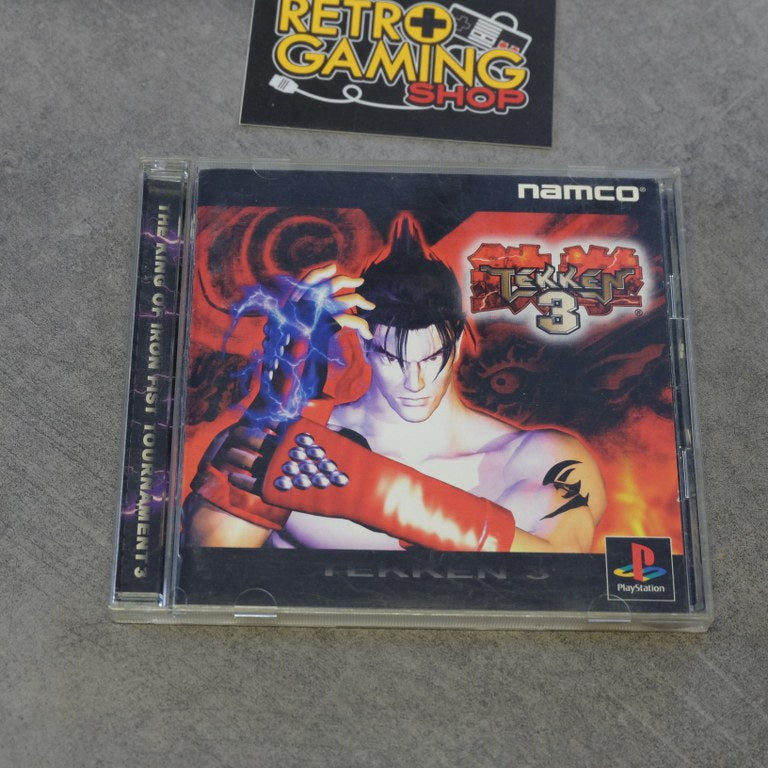 RETRO
GAMING
SHOP
namco®
TEKKEN
3®
THE KING OF IRON FIST TOURNAMENT 3
TEKKEN 3
PlayStation